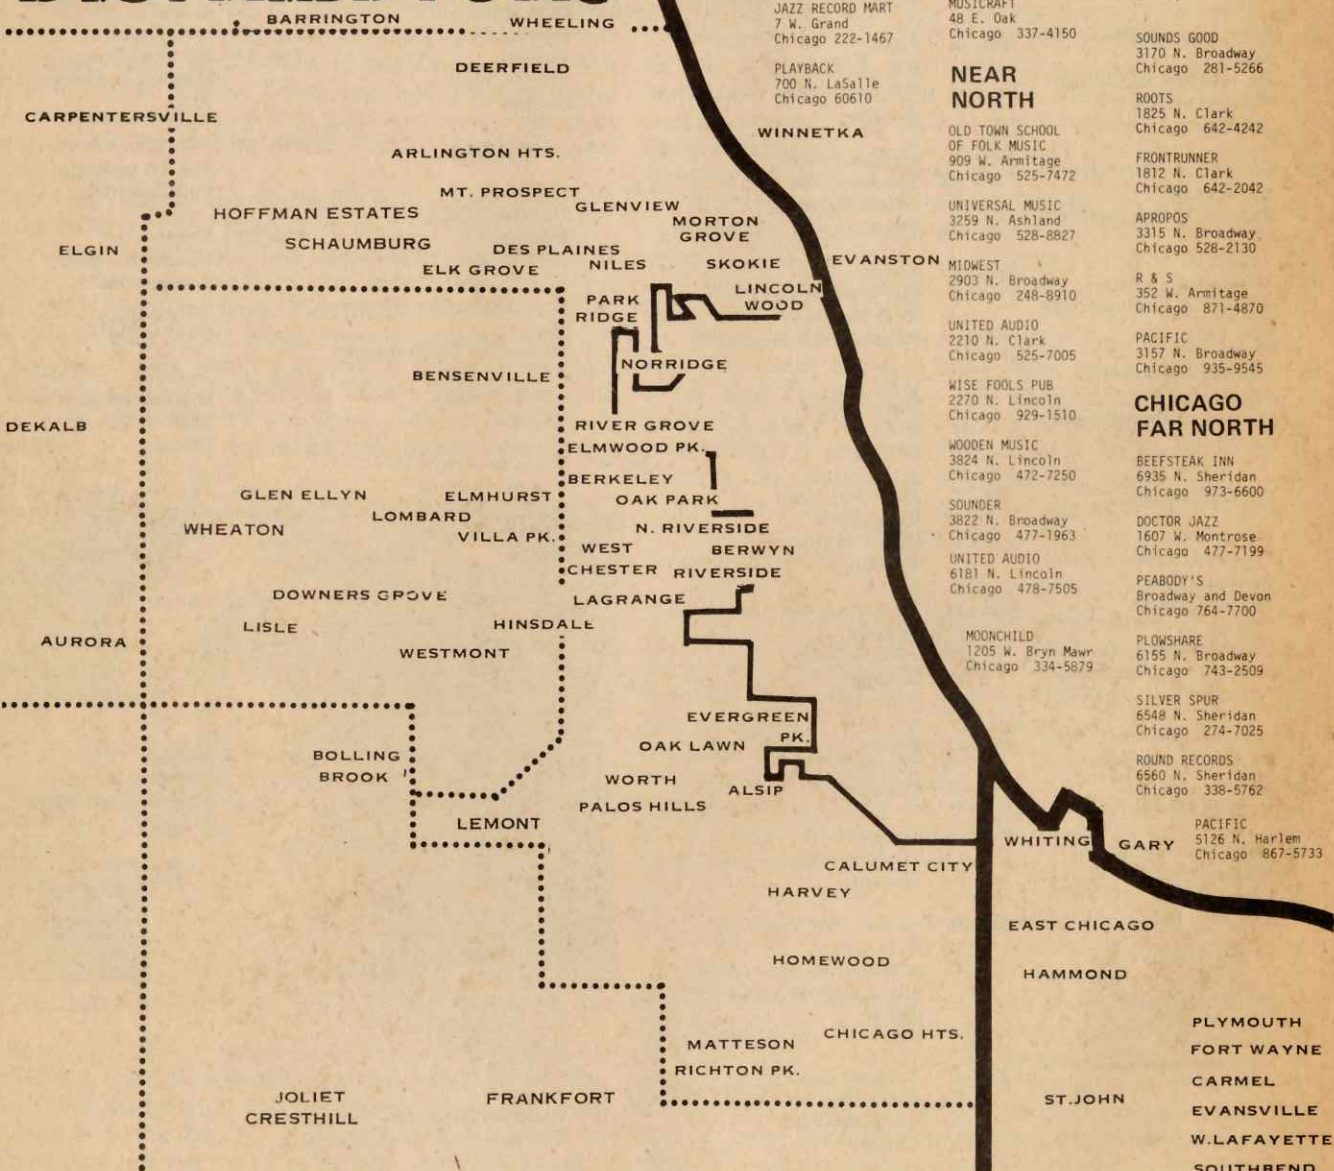 BARRINGTON
WHEELING
DEERFIELD
CARPENTERSVILLE
ARLINGTON HTS.
MT. PROSPECT
HOFFMAN ESTATES
GLENVIEW
MORTON
GROVE
ELGIN
SCHAUMBURG
DES PLAINES
ELK GROVE
NILES
SKOKIE
EVANSTON
WINNETKA
LINCOLN
WOOD
PARK
RIDGE
NORRIDGE
BENSENVILLE
DEKALB
RIVER GROVE
ELMWOOD PK.
BERKELEY
GLEN ELLYN
ELMHURST
OAK PARK
LOMBARD
WHEATON
VILLA PK.
N. RIVERSIDE
WEST
CHESTER
BERWYN
RIVERSIDE
DOWNERS GROVE
LAGRANGE
LISLE
HINSDALE
AURORA
WESTMONT
EVERGREEN
PK.
OAK LAWN
BOLLING
BROOK
WORTH
ALSIP
PALOS HILLS
LEMONT
WHITING
GARY
CALUMET CITY
HARVEY
EAST CHICAGO
HOMEWOOD
HAMMOND
CHICAGO HTS.
MATTESON
RICHTON PK.
JOLIET
CRESTHILL
FRANKFORT
ST.JOHN
PLYMOUTH
FORT WAYNE
CARMEL
EVANSVILLE
W.LAFAYETTE
SOUTHBEND
JAZZ RECORD MART
7 W. Grand
Chicago 222-1467
PLAYBACK
700 N. LaSalle
Chicago 60610
MUSICRAFT
48 E. Oak
Chicago 337-4150
NEAR
NORTH
OLD TOWN SCHOOL
OF FOLK MUSIC
909 W. Armitage
Chicago 525-7472
UNIVERSAL MUSIC
3259 N. Ashland
Chicago 528-8827
MIDWEST
2903 N. Broadway
Chicago 248-8910
UNITED AUDIO
2210 N. Clark
Chicago 525-7005
WISE FOOLS PUB
2270 N. Lincoln
Chicago 929-1510
WOODEN MUSIC
3824 N. Lincoln
Chicago 472-7250
SOUNDER
3822 N. Broadway
Chicago 477-1963
UNITED AUDIO
6181 N. Lincoln
Chicago 478-7505
MOONCHILD
1205 W. Bryn Mawr
Chicago 334-5879
SOUNDS GOOD
3170 N. Broadway
Chicago 281-5266
ROOTS
1825 N. Clark
Chicago 642-4242
FRONTRUNNER
1812 N. Clark
Chicago 642-2042
APROPOS
3315 N. Broadway
Chicago 528-2130
R & S
352 W. Armitage
Chicago 871-4870
PACIFIC
3157 N. Broadway
Chicago 935-9545
CHICAGO
FAR NORTH
BEEFSTEAK INN
6935 N. Sheridan
Chicago 973-6600
DOCTOR JAZZ
1607 W. Montrose
Chicago 477-7199
PEABODY'S
Broadway and Devon
Chicago 764-7700
PLOWSHARE
6155 N. Broadway
Chicago 743-2509
SILVER SPUR
6548 N. Sheridan
Chicago 274-7025
ROUND RECORDS
6560 N. Sheridan
Chicago 338-5762
PACIFIC
5126 N. Harlem
Chicago 867-5733